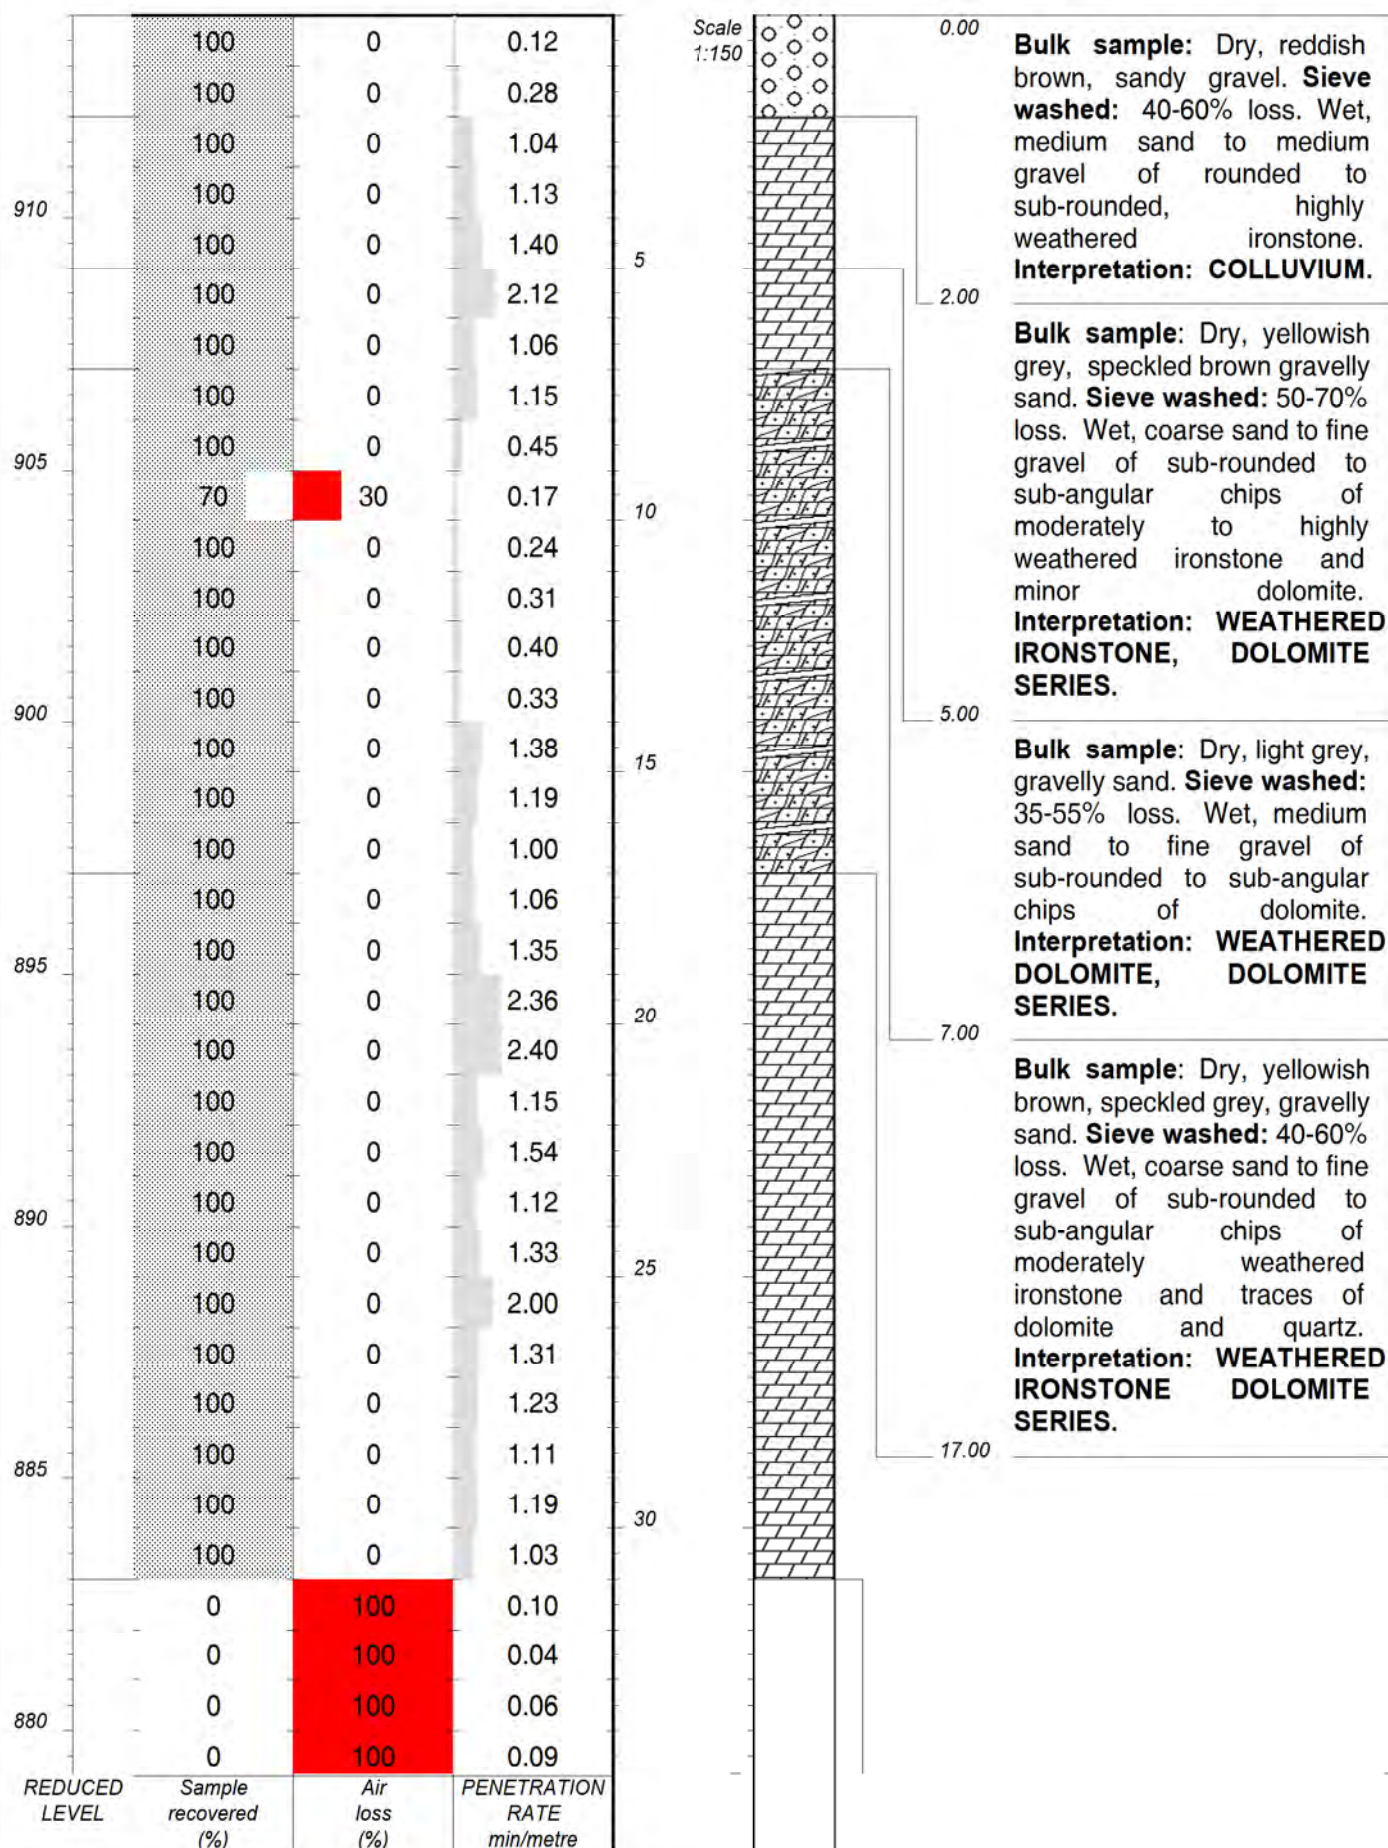 Scale
1:150
0.00
100 0 0.12
100 0 0.28
100 0 1.04
100 0 1.13
910
100 0 1.40
5
100 0 2.12
100 0 1.06
100 0 1.15
100 0 0.45
905
70 30 0.17
10
100 0 0.24
100 0 0.31
100 0 0.40
100 0 0.33
900
100 0 1.38
15
100 0 1.19
100 0 1.00
100 0 1.06
100 0 1.35
895
100 0 2.36
20
100 0 2.40
100 0 1.15
100 0 1.54
100 0 1.12
890
100 0 1.33
25
100 0 2.00
100 0 1.31
100 0 1.23
100 0 1.11
885
100 0 1.19
30
100 0 1.03
0 100 0.10
0 100 0.04
0 100 0.06
880
0 100 0.09
REDUCED
LEVEL
Sample
recovered
(%)
Air
loss
(%)
PENETRATION
RATE
min/metre
Bulk sample: Dry, reddish
brown, sandy gravel. Sieve
washed: 40-60% loss. Wet,
medium sand to medium
gravel of rounded to
sub-rounded, highly
weathered ironstone.
Interpretation: COLLUVIUM.
2.00
Bulk sample: Dry, yellowish
grey, speckled brown gravelly
sand. Sieve washed: 50-70%
loss. Wet, coarse sand to fine
gravel of sub-rounded to
sub-angular chips of
moderately to highly
weathered ironstone and
minor dolomite.
Interpretation: WEATHERED
IRONSTONE, DOLOMITE
SERIES.
5.00
Bulk sample: Dry, light grey,
gravelly sand. Sieve washed:
35-55% loss. Wet, medium
sand to fine gravel of
sub-rounded to sub-angular
chips of dolomite.
Interpretation: WEATHERED
DOLOMITE, DOLOMITE
SERIES.
7.00
Bulk sample: Dry, yellowish
brown, speckled grey, gravelly
sand. Sieve washed: 40-60%
loss. Wet, coarse sand to fine
gravel of sub-rounded to
sub-angular chips of
moderately weathered
ironstone and traces of
dolomite and quartz.
Interpretation: WEATHERED
IRONSTONE DOLOMITE
SERIES.
17.00